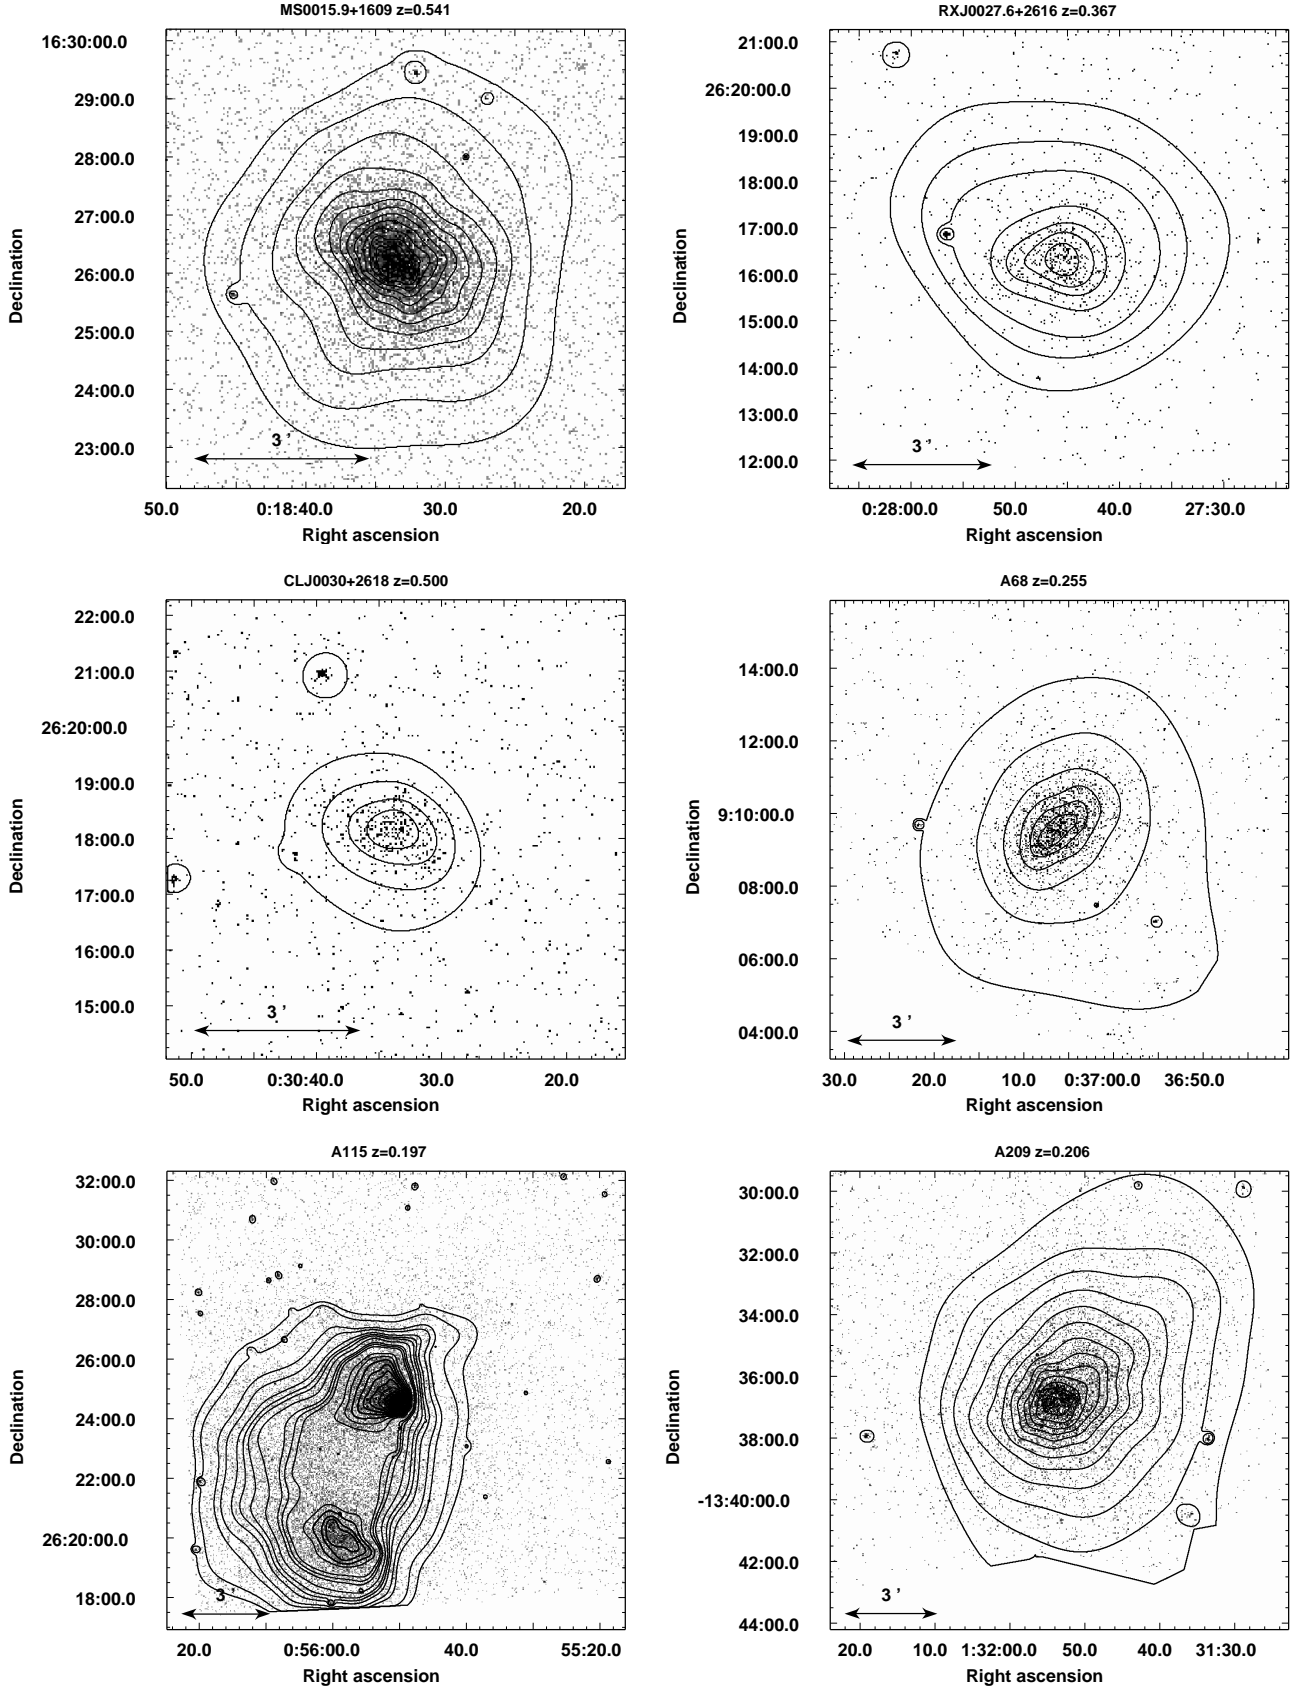 MS0015.9+1609 z=0.541
16:30:00.0
29:00.0
28:00.0
27:00.0
26:00.0
25:00.0
24:00.0
23:00.0
Declination
3 ′
50.0 0:18:40.0 30.0 20.0
Right ascension
RXJ0027.6+2616 z=0.367
21:00.0
26:20:00.0
19:00.0
18:00.0
17:00.0
16:00.0
15:00.0
14:00.0
13:00.0
12:00.0
Declination
3 ′
0:28:00.0 50.0 40.0 27:30.0
Right ascension
CLJ0030+2618 z=0.500
22:00.0
21:00.0
26:20:00.0
19:00.0
18:00.0
17:00.0
16:00.0
15:00.0
Declination
3 ′
50.0 0:30:40.0 30.0 20.0
Right ascension
A68 z=0.255
14:00.0
12:00.0
9:10:00.0
08:00.0
06:00.0
04:00.0
Declination
3 ′
30.0 20.0 10.0 0:37:00.0 36:50.0
Right ascension
A115 z=0.197
32:00.0
30:00.0
28:00.0
26:00.0
24:00.0
22:00.0
26:20:00.0
18:00.0
Declination
3 ′
20.0 0:56:00.0 40.0 55:20.0
Right ascension
A209 z=0.206
30:00.0
32:00.0
34:00.0
36:00.0
38:00.0
-13:40:00.0
42:00.0
44:00.0
Declination
3 ′
20.0 10.0 1:32:00.0 50.0 40.0 31:30.0
Right ascension